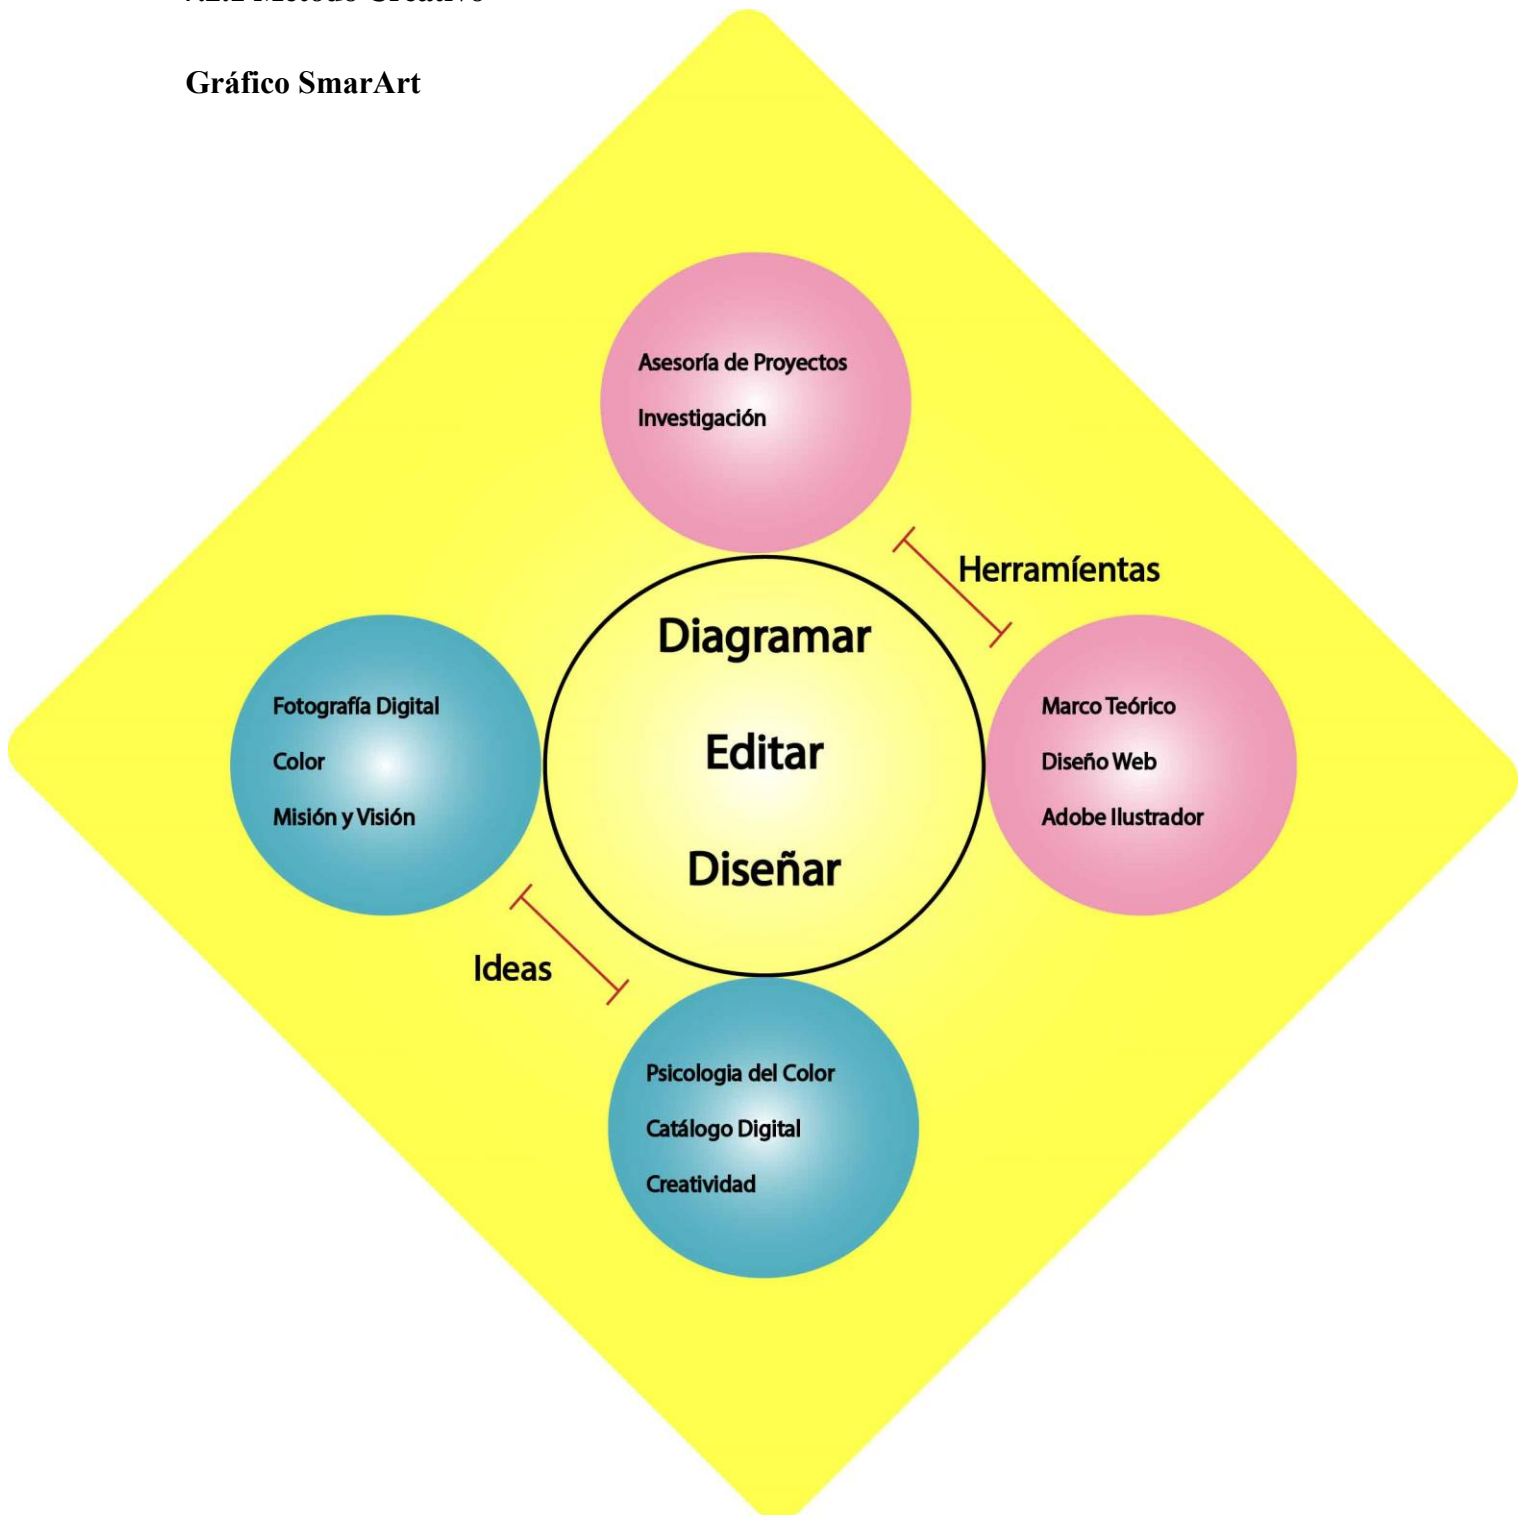 Gráfico SmarArt
Asesoría de Proyectos
Investigación
Herramíentas
Diagramar
Editar
Diseñar
Fotografía Digital
Color
Misión y Visión
Marco Teórico
Diseño Web
Adobe Ilustrador
Ideas
Psicologia del Color
Catálogo Digital
Creatividad